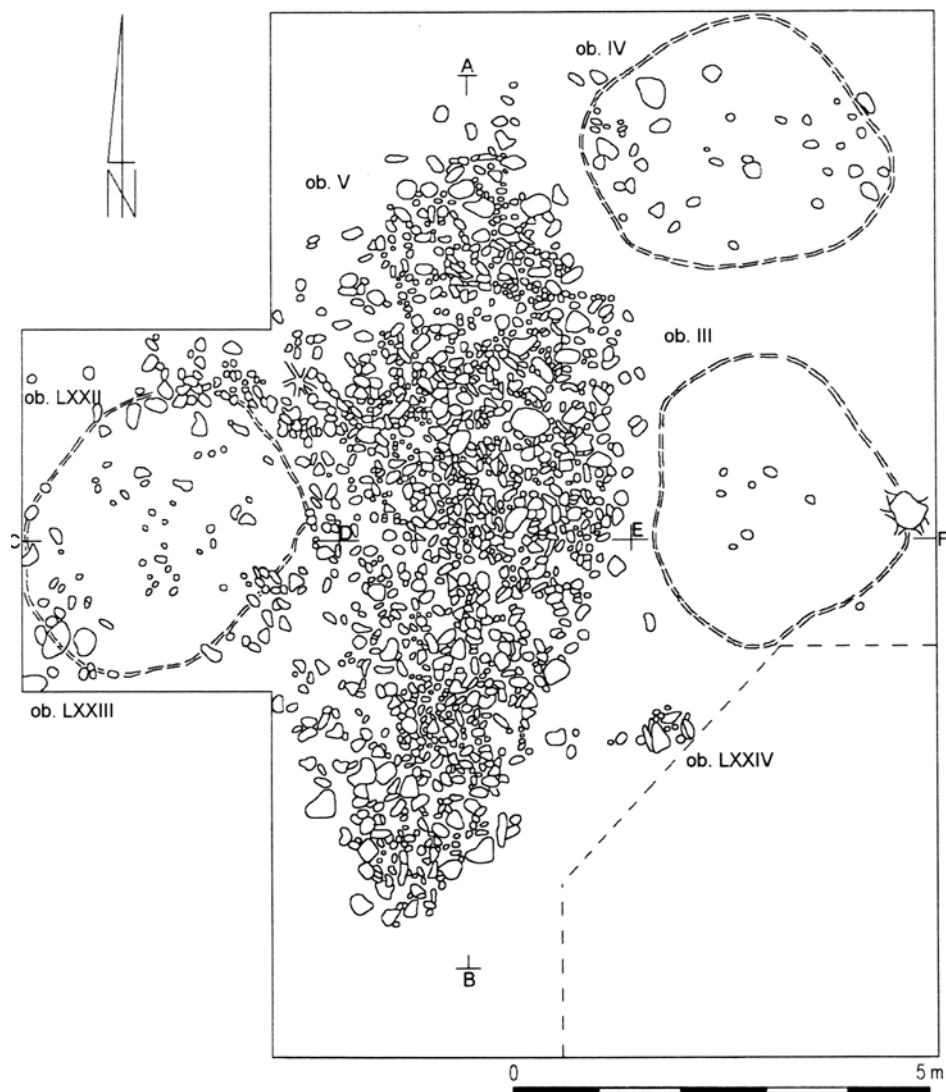 ob. IV
A
N
ob. V
ob. III
ob. LXXII
C
D
E
F
ob. LXXIII
ob. LXXIV
B
0 5 m